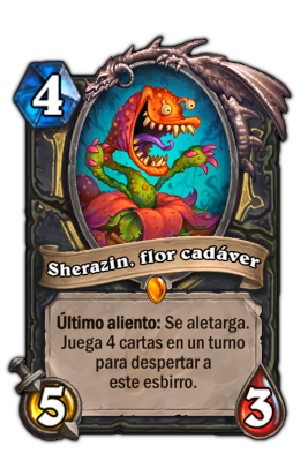 4
Sherazin, flor cadáver
Último aliento: Se aletarga.
Juega 4 cartas en un turno
para despertar a
este esbirro.
5
3